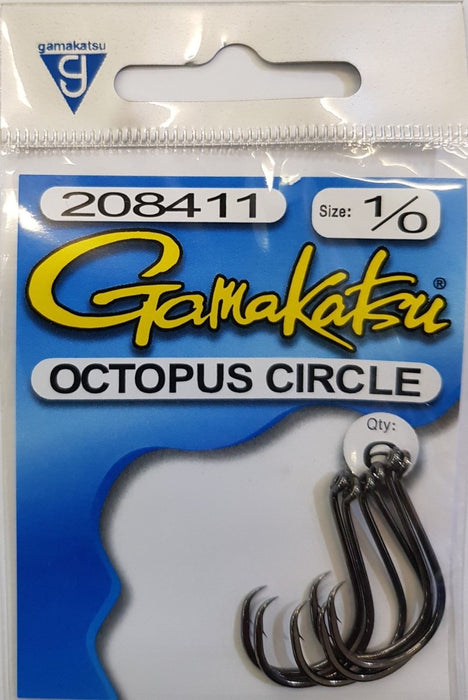 gamakatsu
208411
Size: 1/0
Gamakatsu®
OCTOPUS CIRCLE
Qty: